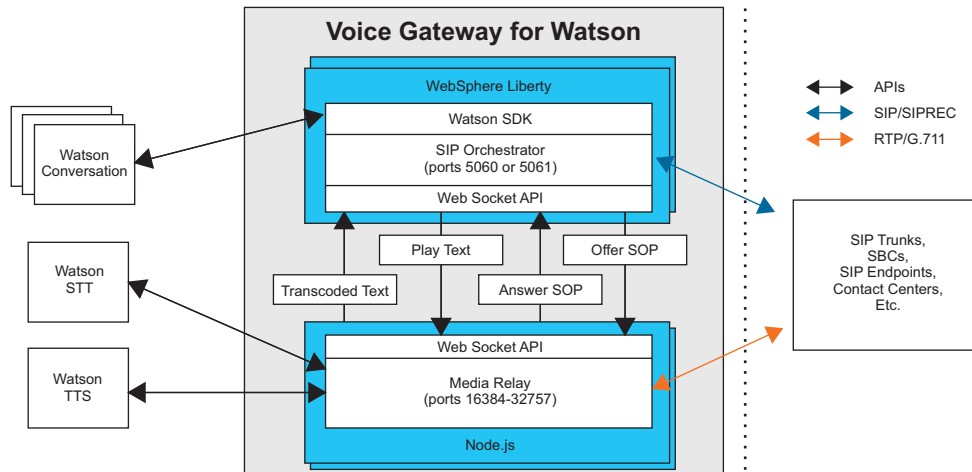 Voice Gateway for Watson
WebSphere Liberty
Watson SDK
SIP Orchestrator
(ports 5060 or 5061)
Web Socket API
Watson
Conversation
APIs
SIP/SIPREC
RTP/G.711
Play Text
Offer SOP
Transcoded Text
Answer SOP
Watson
STT
Watson
TTS
SIP Trunks,
SBCs,
SIP Endpoints,
Contact Centers,
Etc.
Web Socket API
Media Relay
(ports 16384-32757)
Node.js